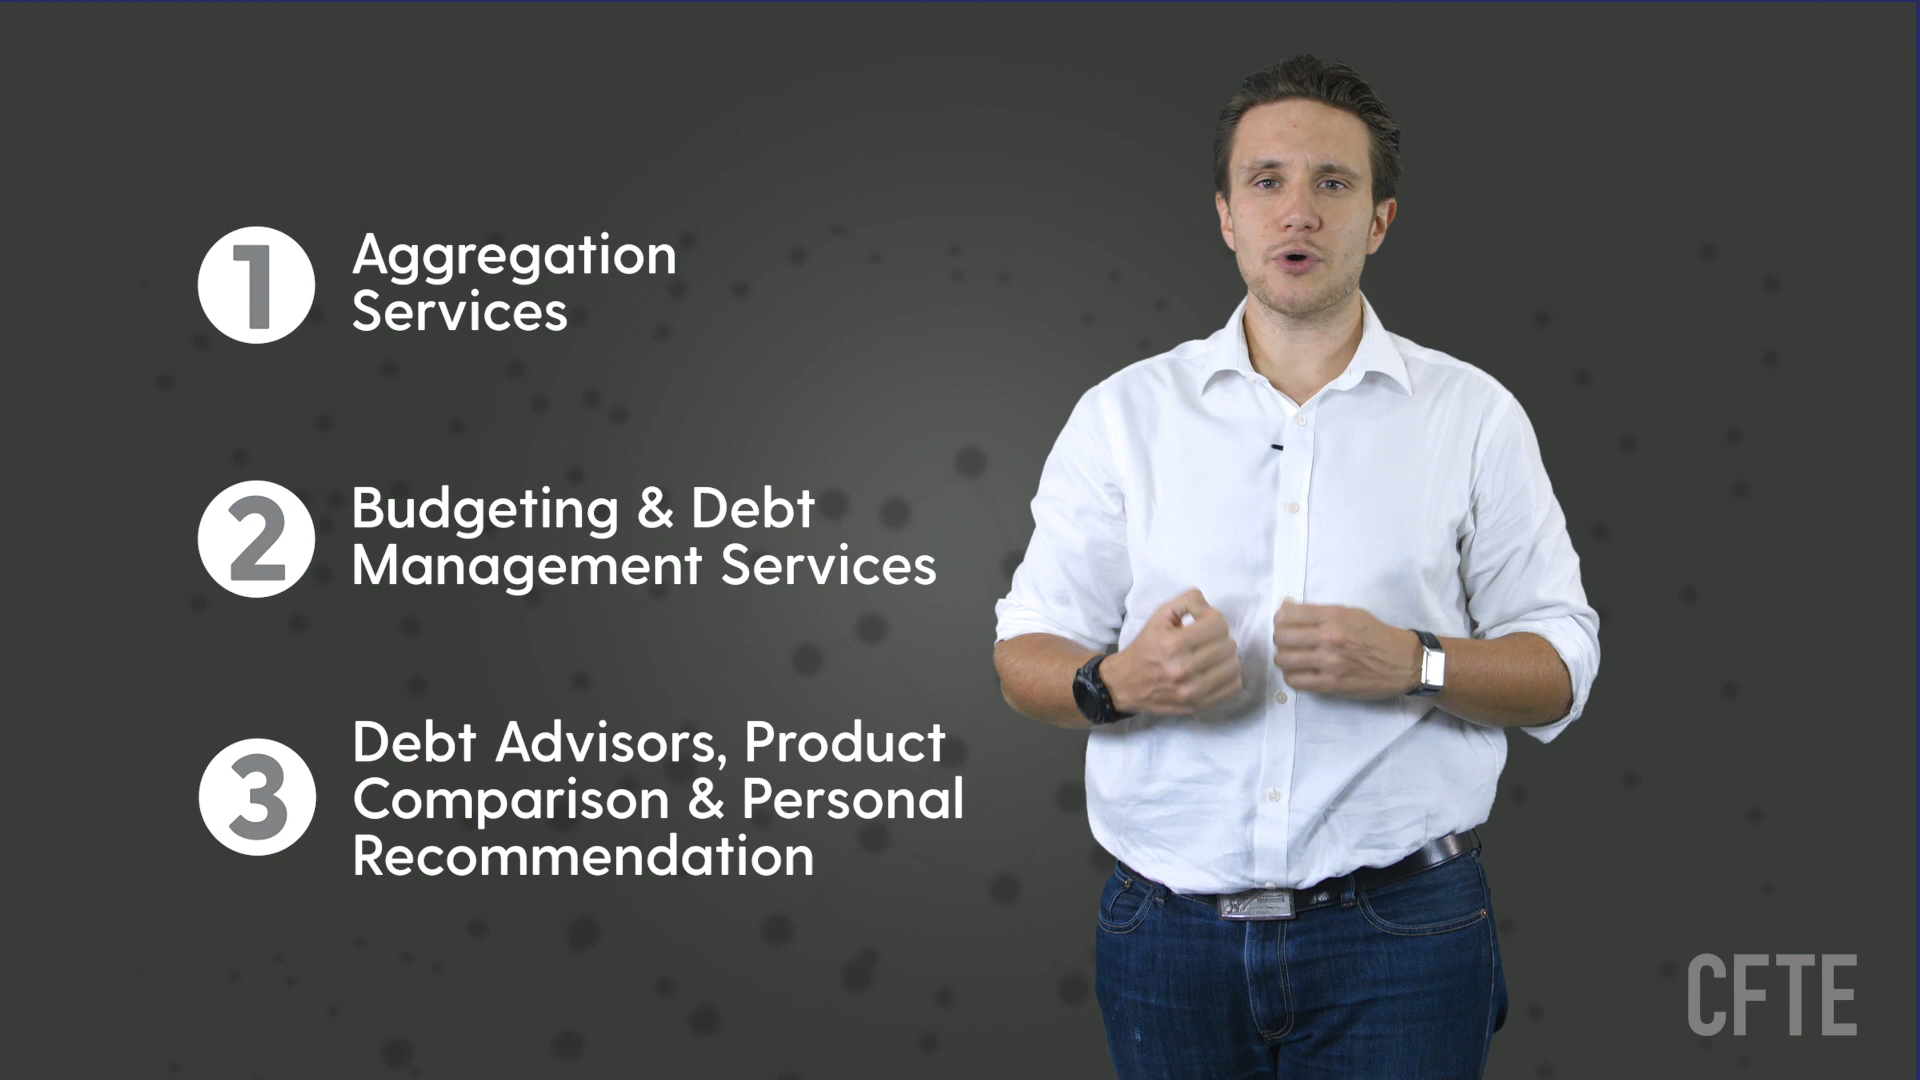 1
Aggregation
Services
2
Budgeting & Debt
Management Services
3
Debt Advisors, Product
Comparison & Personal
Recommendation
CFTE